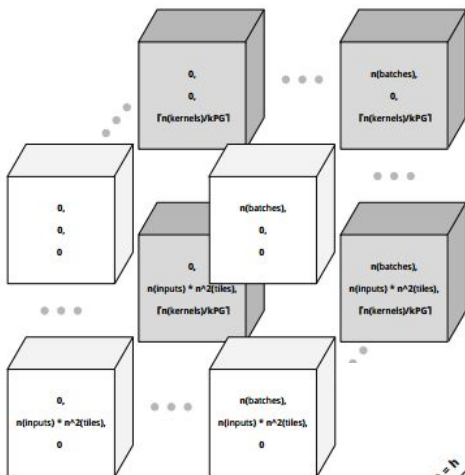 0,
0,
⌈n(kernels)/kPG⌉
n(batches),
0,
⌈n(kernels)/kPG⌉
0,
0,
0
n(batches),
0,
0
0,
n(inputs) * n^2(tiles),
⌈n(kernels)/kPG⌉
n(batches),
n(inputs) * n^2(tiles),
⌈n(kernels)/kPG⌉
0,
n(inputs) * n^2(tiles),
0
n(batches),
n(inputs) * n^2(tiles),
0
= h